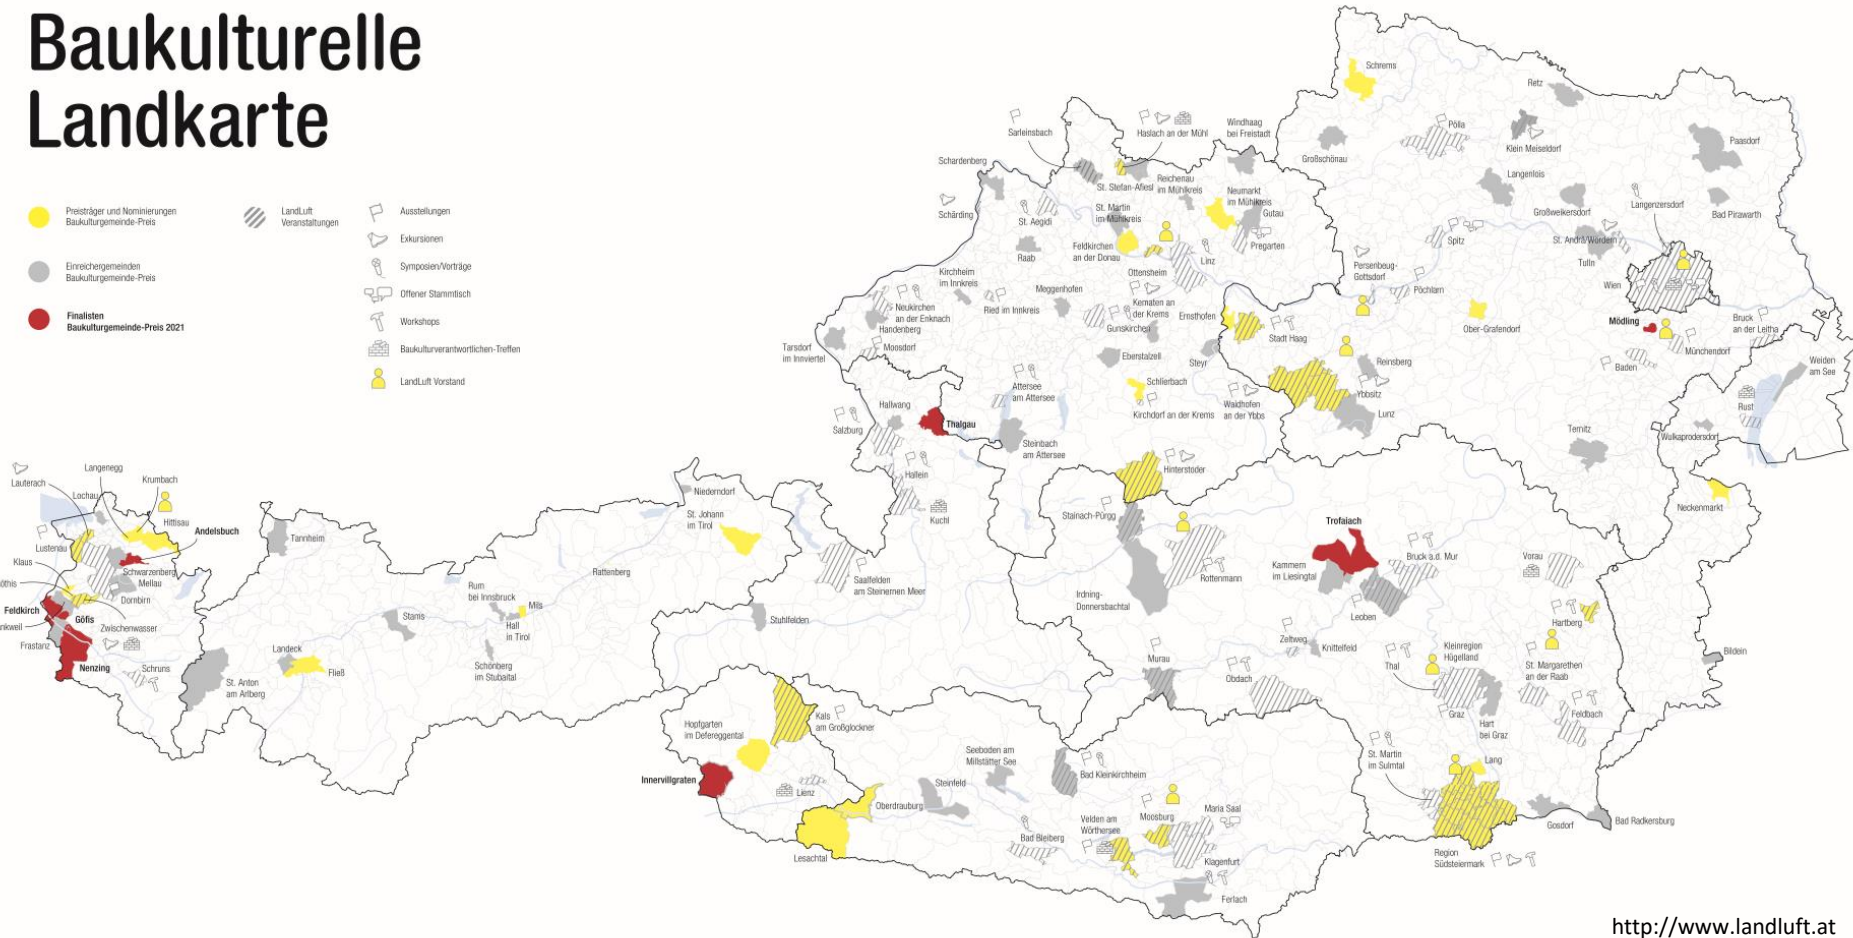 Baukulturelle
Landkarte
Preisträger und Nominierungen
Baukulturgemeinde-Preis
Einreichergemeinden
Baukulturgemeinde-Preis
Finalisten
Baukulturgemeinde-Preis 2021
LandLuft
Veranstaltungen
Ausstellungen
Exkursionen
Symposien/Vorträge
Offener Stammtisch
Workshops
Baukulturverantwortlichen-Treffen
LandLuft Vorstand
Schrems
Retz
Pölla
Klein Meiseldorf
Paasdorf
Großschönau
Langenlois
Großweikersdorf
Langenzersdorf
Bad Pirawarth
Sarleinsbach
Haslach an der Mühl
Windhaag
bei Freistadt
Schardenberg
St. Stefan-Afiesl
Reichenau
im Mühlkreis
Neumarkt
im Mühlkreis
Gutau
Schärding
St. Aegidi
St. Martin
im Mühlkreis
Pregarten
Spitz
St. Andrä/Wördern
Tulln
Raab
Feldkirchen
an der Donau
Ottensheim
Linz
Persenbeug-
Gottsdorf
Pöchlarn
Wien
Kirchheim
im Innkreis
Neukirchen
an der Enknach
Handenberg
Ried im Innkreis
Meggenhofen
Gunskirchen
Kematen an
der Krems
Ernsthofen
Stadt Haag
Ober-Grafendorf
Mödling
Bruck
an der Leitha
Münchendorf
Baden
Tarsdorf
im Innviertel
Moosdorf
Eberstalzell
Steyr
Reinsberg
Weiden
am See
Attersee
am Attersee
Schlierbach
Kirchdorf an der Krems
Waidhofen
an der Ybbs
Ybbsitz
Lunz
Rust
Hallwang
Salzburg
Thalgau
Steinbach
am Attersee
Ternitz
Wulkaprodersdorf
Hallein
Kuchl
Hinterstoder
Neckenmarkt
Lauterach
Langenegg
Krumbach
Lochau
Hittisau
Andelsbuch
Lustenau
Klaus
Schwarzenberg
Mellau
Dornbirn
Feldkirch
Göfis
Zwischenwasser
Frastanz
Nenzing
Schruns
Tannheim
Niederndorf
St. Johann
in Tirol
Rattenberg
Saalfelden
am Steinernen Meer
Stainach-Pürgg
Rottenmann
Trofaiach
Kammern
im Liesingtal
Bruck a.d. Mur
Vorau
Rum
bei Innsbruck
Mils
Hall
in Tirol
Stams
Schönberg
im Stubaital
Stuhlfelden
Irdning-
Donnersbachtal
Leoben
Hartberg
Landeck
Fließ
St. Anton
am Arlberg
Murau
Zeltweg
Knittelfeld
Obdach
Thal
Kleinregion
Hügelland
St. Margarethen
an der Raab
Bildein
Graz
Hart
bei Graz
Feldbach
Hopfgarten
im Defereggental
Kals
am Großglockner
Innervillgraten
Lienz
Seeboden am
Millstätter See
Steinfeld
Oberdrauburg
Lesachtal
Bad Kleinkirchheim
St. Martin
im Sulmtal
Lang
Bad Bleiberg
Velden am
Wörthersee
Moosburg
Maria Saal
Klagenfurt
Ferlach
Gosdorf
Bad Radkersburg
Region
Südsteiermark
http://www.landluft.at